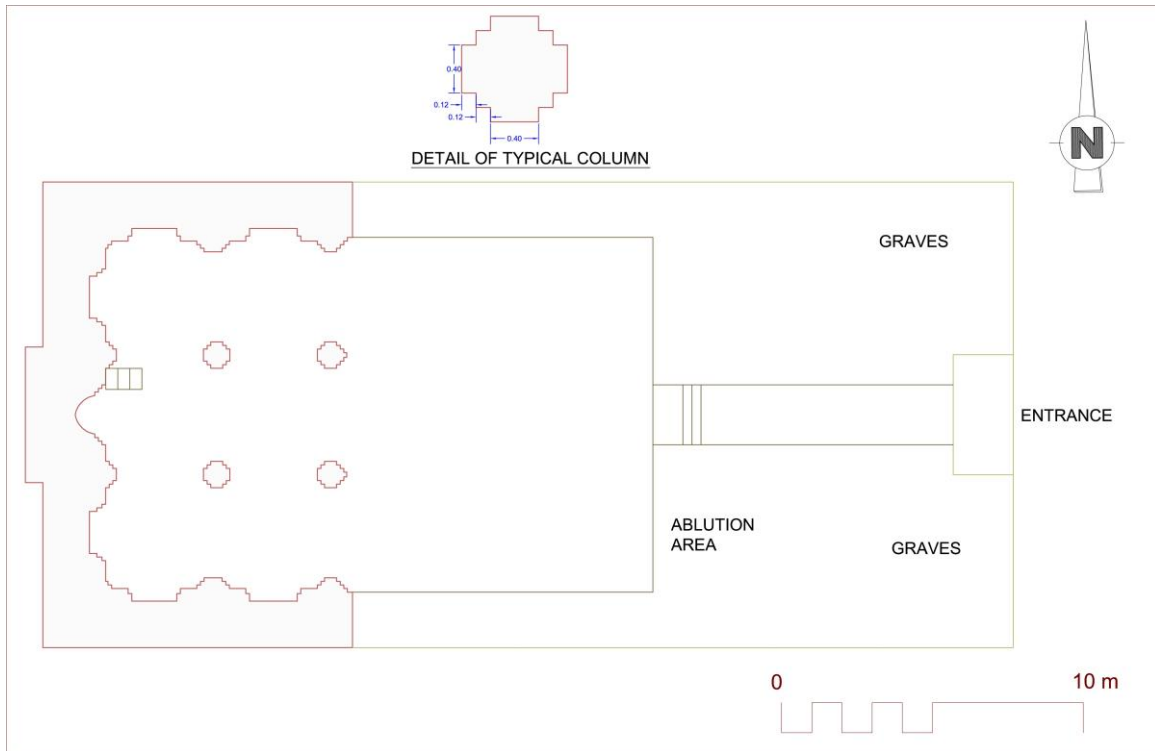 0.40
0.12
0.12
0.40
DETAIL OF TYPICAL COLUMN
N
GRAVES
ENTRANCE
ABLUTION
AREA
GRAVES
0
10 m